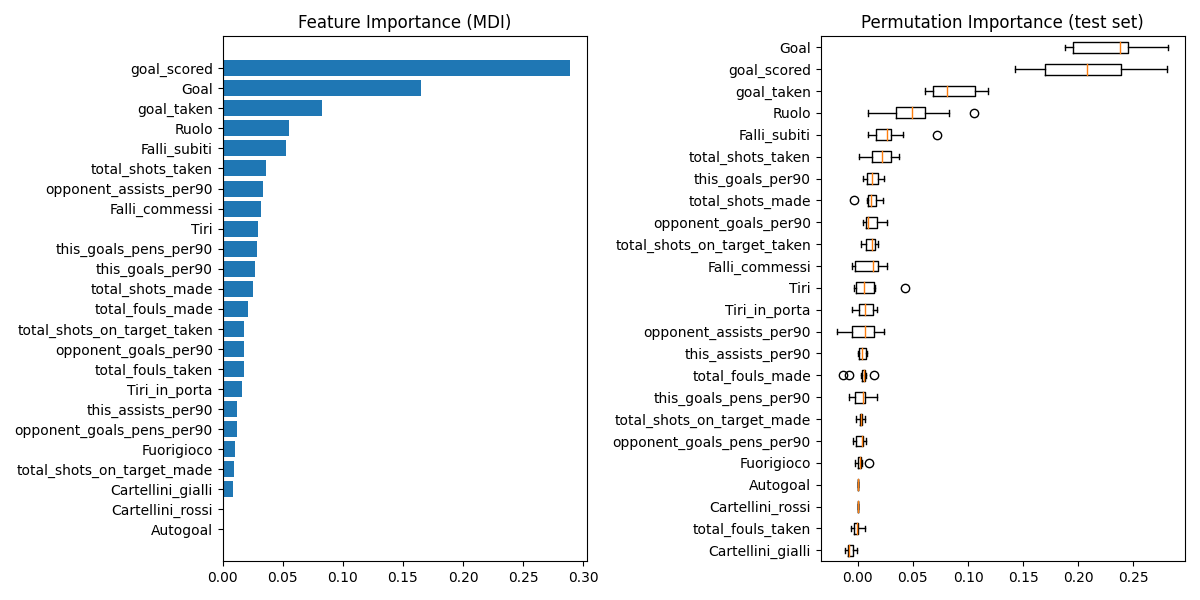 Feature Importance (MDI)
goal_scored
Goal
goal_taken
Ruolo
Falli_subiti
total_shots_taken
opponent_assists_per90
Falli_commessi
Tiri
this_goals_pens_per90
this_goals_per90
total_shots_made
total_fouls_made
total_shots_on_target_taken
opponent_goals_per90
total_fouls_taken
Tiri_in_porta
this_assists_per90
opponent_goals_pens_per90
Fuorigioco
total_shots_on_target_made
Cartellini_gialli
Cartellini_rossi
Autogoal
0.00 0.05 0.10 0.15 0.20 0.25 0.30
Permutation Importance (test set)
Goal
goal_scored
goal_taken
Ruolo
Falli_subiti
total_shots_taken
this_goals_per90
total_shots_made
opponent_goals_per90
total_shots_on_target_taken
Falli_commessi
Tiri
Tiri_in_porta
opponent_assists_per90
this_assists_per90
total_fouls_made
this_goals_pens_per90
total_shots_on_target_made
opponent_goals_pens_per90
Fuorigioco
Autogoal
Cartellini_rossi
total_fouls_taken
Cartellini_gialli
0.00 0.05 0.10 0.15 0.20 0.25